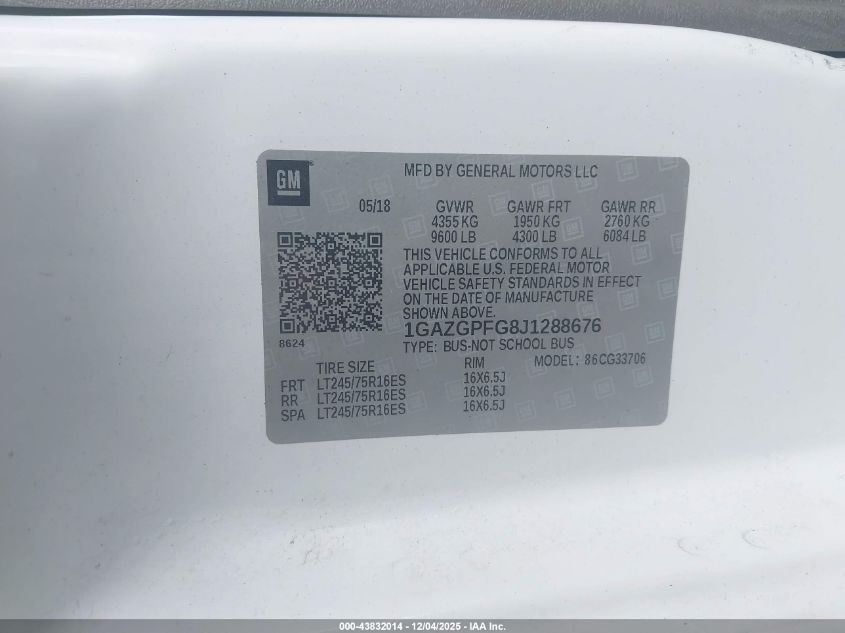 GM
MFD BY GENERAL MOTORS LLC
05/18 GVWR GAWR FRT GAWR RR
4355 KG 1950 KG 2760 KG
9600 LB 4300 LB 6084 LB
THIS VEHICLE CONFORMS TO ALL
APPLICABLE U.S. FEDERAL MOTOR
VEHICLE SAFETY STANDARDS IN EFFECT
ON THE DATE OF MANUFACTURE
SHOWN ABOVE.
1GAZGPFG8J1288676
8624
TYPE: BUS-NOT SCHOOL BUS
MODEL: 86CG33706
TIRE SIZE RIM
FRT LT245/75R16ES 16X6.5J
RR LT245/75R16ES 16X6.5J
SPA LT245/75R16ES 16X6.5J
000-43832014 - 12/04/2025 - IAA Inc.